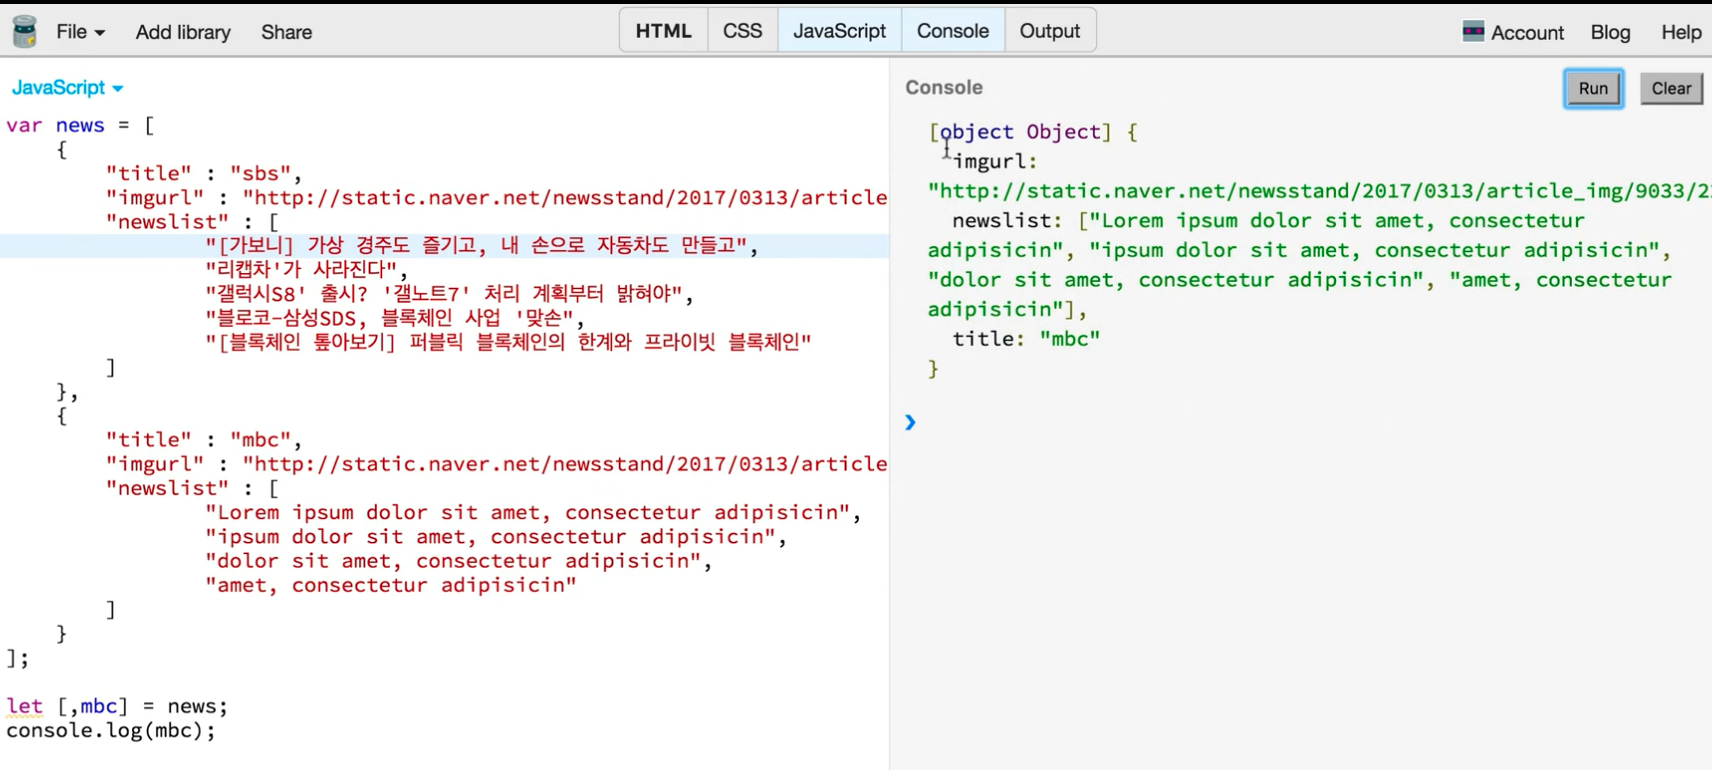 File Add library Share HTML CSS JavaScript Console Output Account Blog Help
JavaScript
var news = [
{
"title" : "sbs",
"imgurl" : "http://static.naver.net/newsstand/2017/0313/article
"newslist" : [
"[가보니] 가상 경주도 즐기고, 내 손으로 자동차도 만들고",
"리캡차'가 사라진다",
"갤럭시S8' 출시? '갤노트7' 처리 계획부터 밝혀야",
"블로코-삼성SDS, 블록체인 사업 '맞손",
"[블록체인 톺아보기] 퍼블릭 블록체인의 한계와 프라이빗 블록체인"
]
},
{
"title" : "mbc",
"imgurl" : "http://static.naver.net/newsstand/2017/0313/article
"newslist" : [
"Lorem ipsum dolor sit amet, consectetur adipisicin",
"ipsum dolor sit amet, consectetur adipisicin",
"dolor sit amet, consectetur adipisicin",
"amet, consectetur adipisicin"
]
}
];
let [,mbc] = news;
console.log(mbc);
Console Run Clear
[object Object] {
imgurl:
"http://static.naver.net/newsstand/2017/0313/article_img/9033/2
newslist: ["Lorem ipsum dolor sit amet, consectetur
adipisicin", "ipsum dolor sit amet, consectetur adipisicin",
"dolor sit amet, consectetur adipisicin", "amet, consectetur
adipisicin"],
title: "mbc"
}